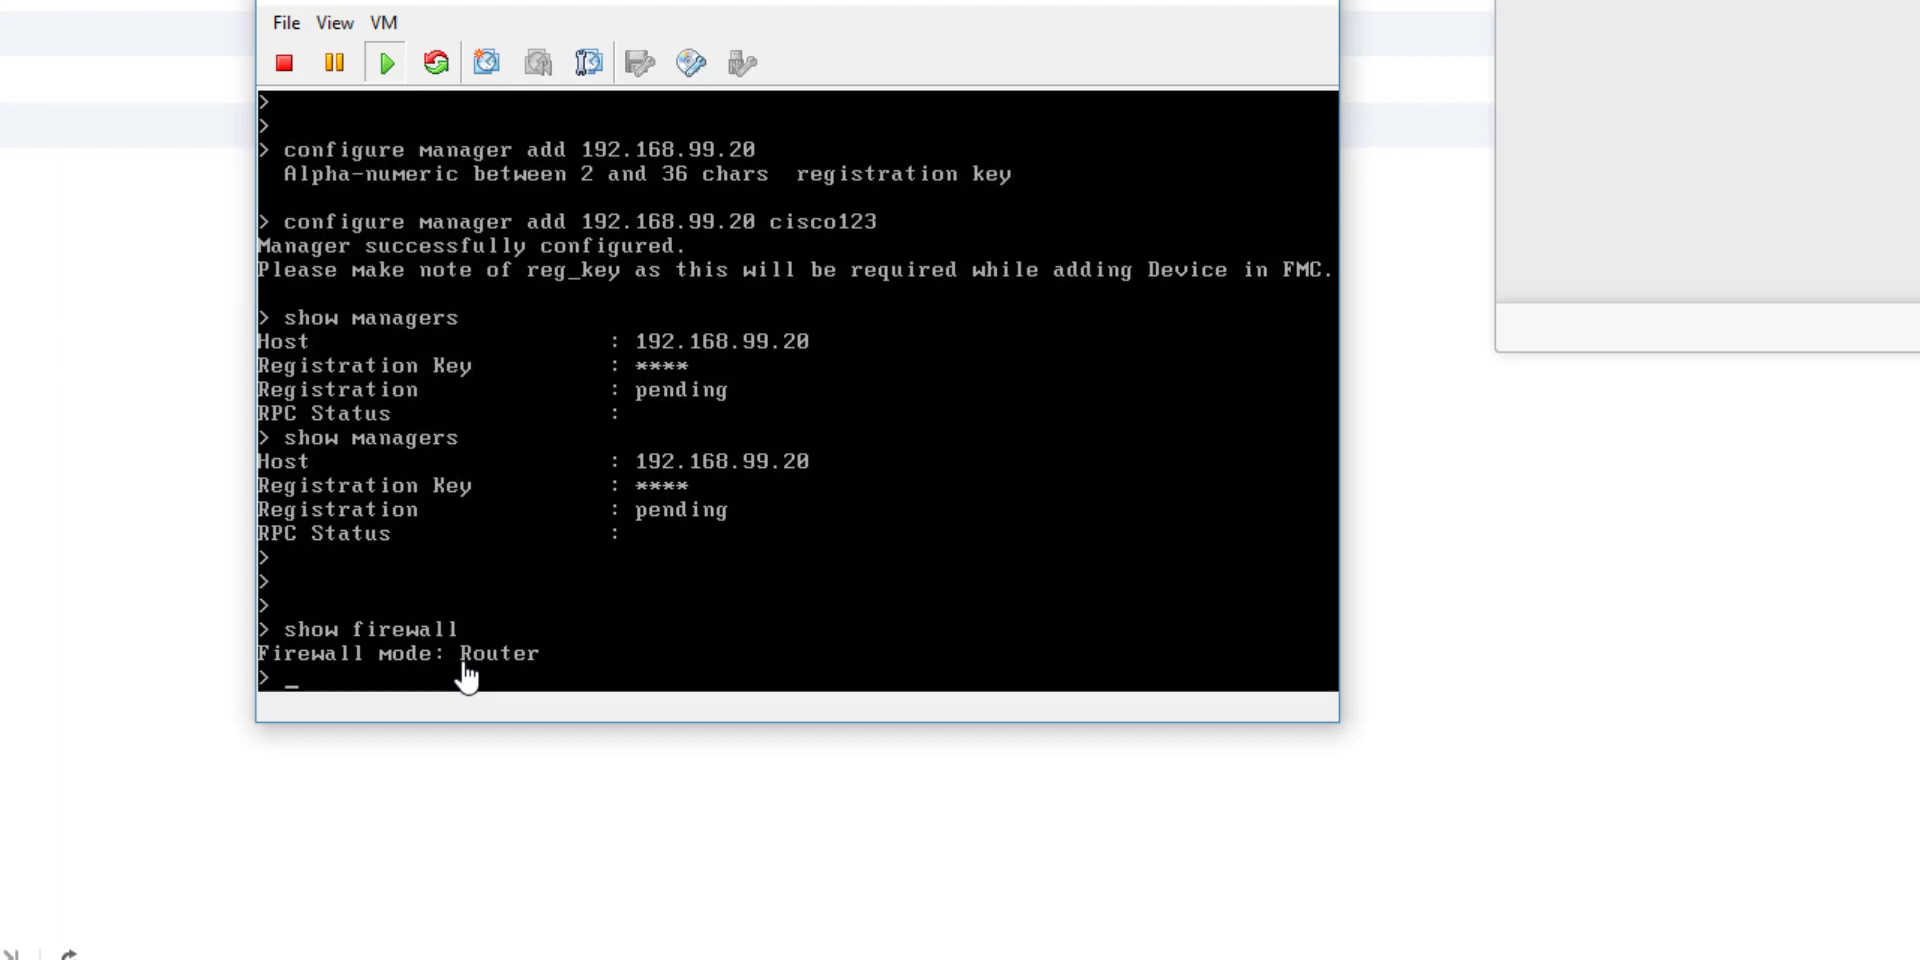 File View VM
>
>
> configure manager add 192.168.99.20
Alpha-numeric between 2 and 36 chars registration key
> configure manager add 192.168.99.20 cisco123
Manager successfully configured.
Please make note of reg_key as this will be required while adding Device in FMC.
> show managers
Host : 192.168.99.20
Registration Key : ****
Registration : pending
RPC Status :
> show managers
Host : 192.168.99.20
Registration Key : ****
Registration : pending
RPC Status :
>
>
>
> show firewall
Firewall mode: Router
> _